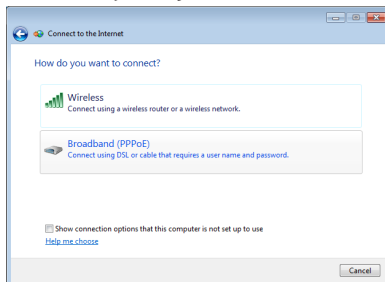 Connect to the Internet
How do you want to connect?
Wireless
Connect using a wireless router or a wireless network.
Broadband (PPPoE)
Connect using DSL or cable that requires a user name and password.
Show connection options that this computer is not set up to use
Help me choose
Cancel